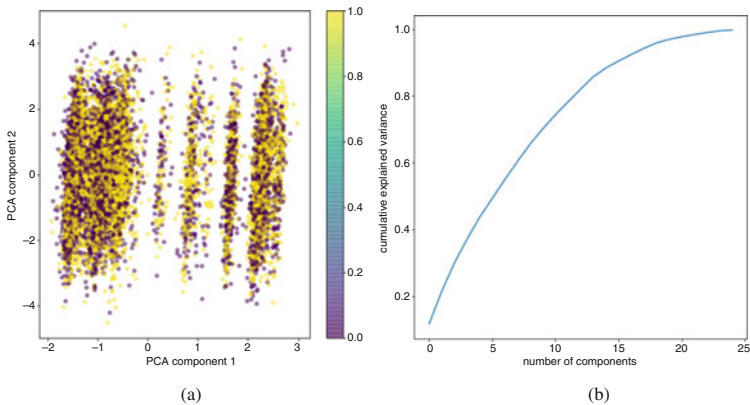 4
2
0
−2
−4
PCA component 2
−2 −1 0 1 2 3
PCA component 1
1.0
0.8
0.6
0.4
0.2
0.0
(a)
1.0
0.8
0.6
0.4
0.2
cumulative explained variance
0 5 10 15 20 25
number of components
(b)